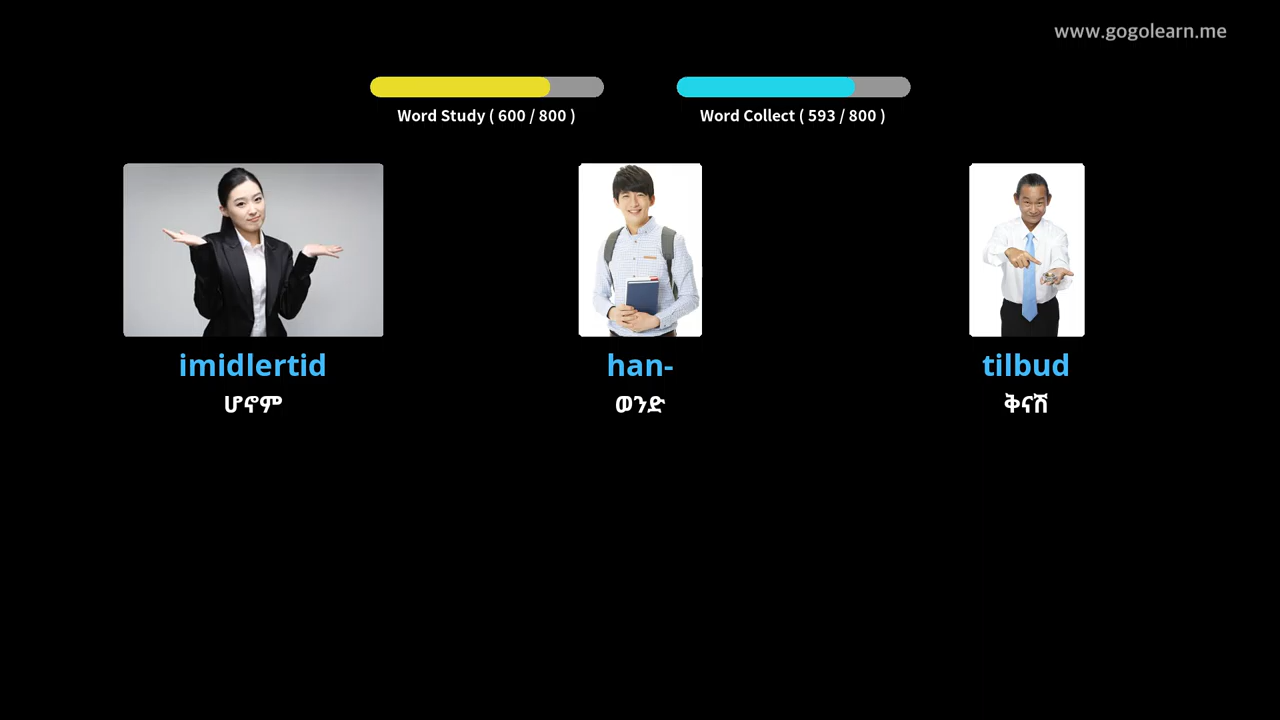 www.gogolearn.me
Word Study ( 600 / 800 )
Word Collect ( 593 / 800 )
imidlertid
han-
tilbud
ሆኖም
ወንድ
ቅናሽ